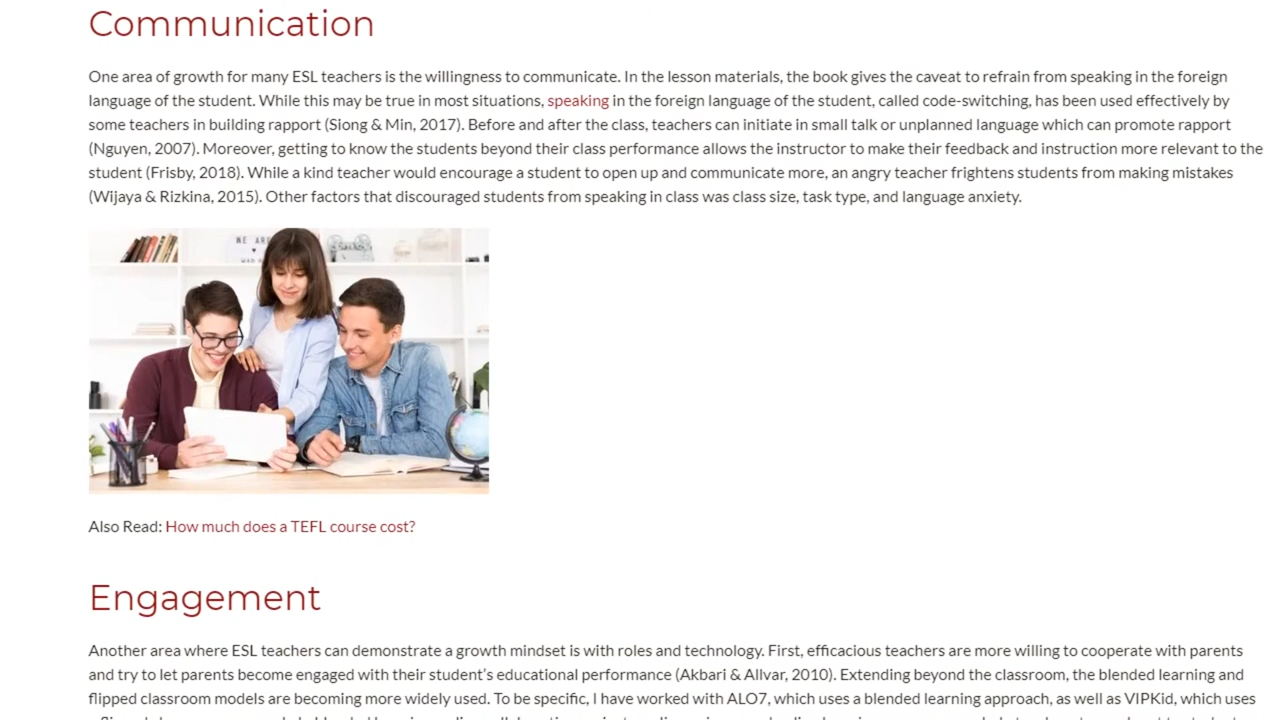 Communication
One area of growth for many ESL teachers is the willingness to communicate. In the lesson materials, the book gives the caveat to refrain from speaking in the foreign
language of the student. While this may be true in most situations, speaking in the foreign language of the student, called code-switching, has been used effectively by
some teachers in building rapport (Siong & Min, 2017). Before and after the class, teachers can initiate in small talk or unplanned language which can promote rapport
(Nguyen, 2007). Moreover, getting to know the students beyond their class performance allows the instructor to make their feedback and instruction more relevant to the
student (Frisby, 2018). While a kind teacher would encourage a student to open up and communicate more, an angry teacher frightens students from making mistakes
(Wijaya & Rizkina, 2015). Other factors that discouraged students from speaking in class was class size, task type, and language anxiety.
WE ARE
Also Read: How much does a TEFL course cost?
Engagement
Another area where ESL teachers can demonstrate a growth mindset is with roles and technology. First, efficacious teachers are more willing to cooperate with parents
and try to let parents become engaged with their student's educational performance (Akbari & Allvar, 2010). Extending beyond the classroom, the blended learning and
flipped classroom models are becoming more widely used. To be specific, I have worked with ALO7, which uses a blended learning approach, as well as VIPKid, which uses